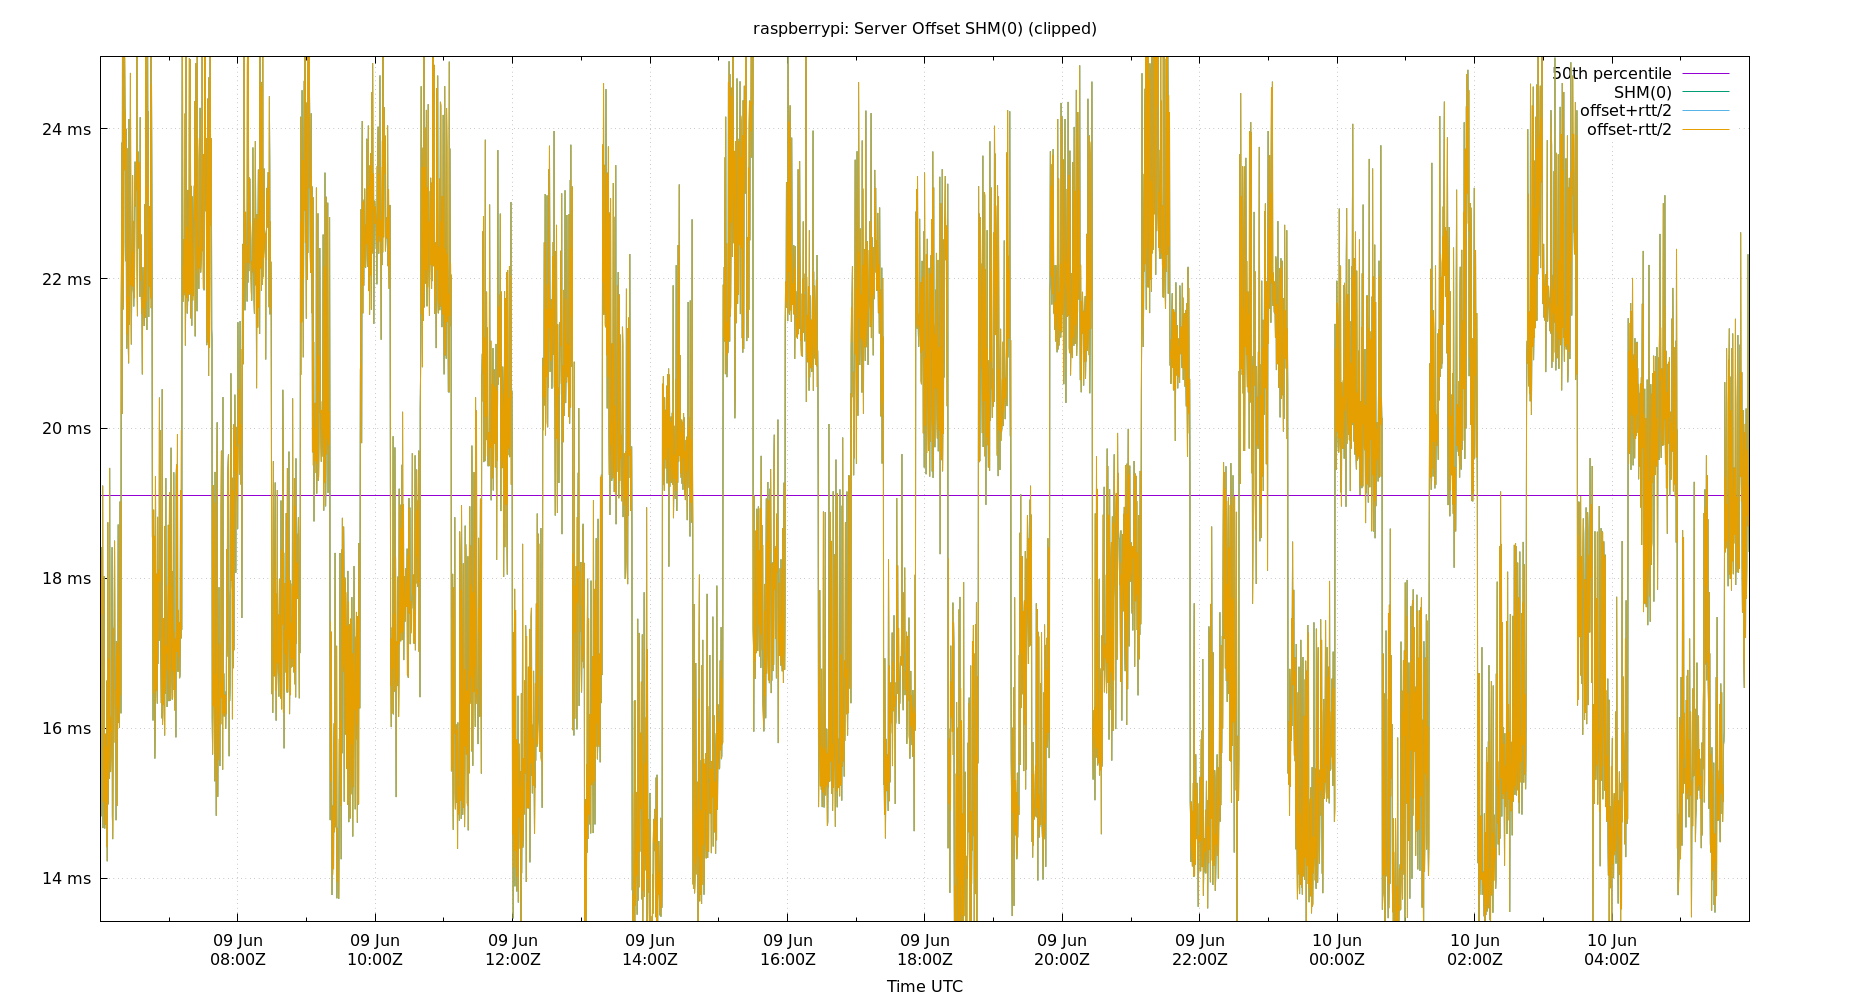 raspberrypi: Server Offset SHM(0) (clipped)
50th percentile
SHM(0)
offset+rtt/2
offset-rtt/2
24 ms
22 ms
20 ms
18 ms
16 ms
14 ms
09 Jun 09 Jun 09 Jun 09 Jun 09 Jun 09 Jun 09 Jun 09 Jun 10 Jun 10 Jun 10 Jun
08:00Z 10:00Z 12:00Z 14:00Z 16:00Z 18:00Z 20:00Z 22:00Z 00:00Z 02:00Z 04:00Z
Time UTC